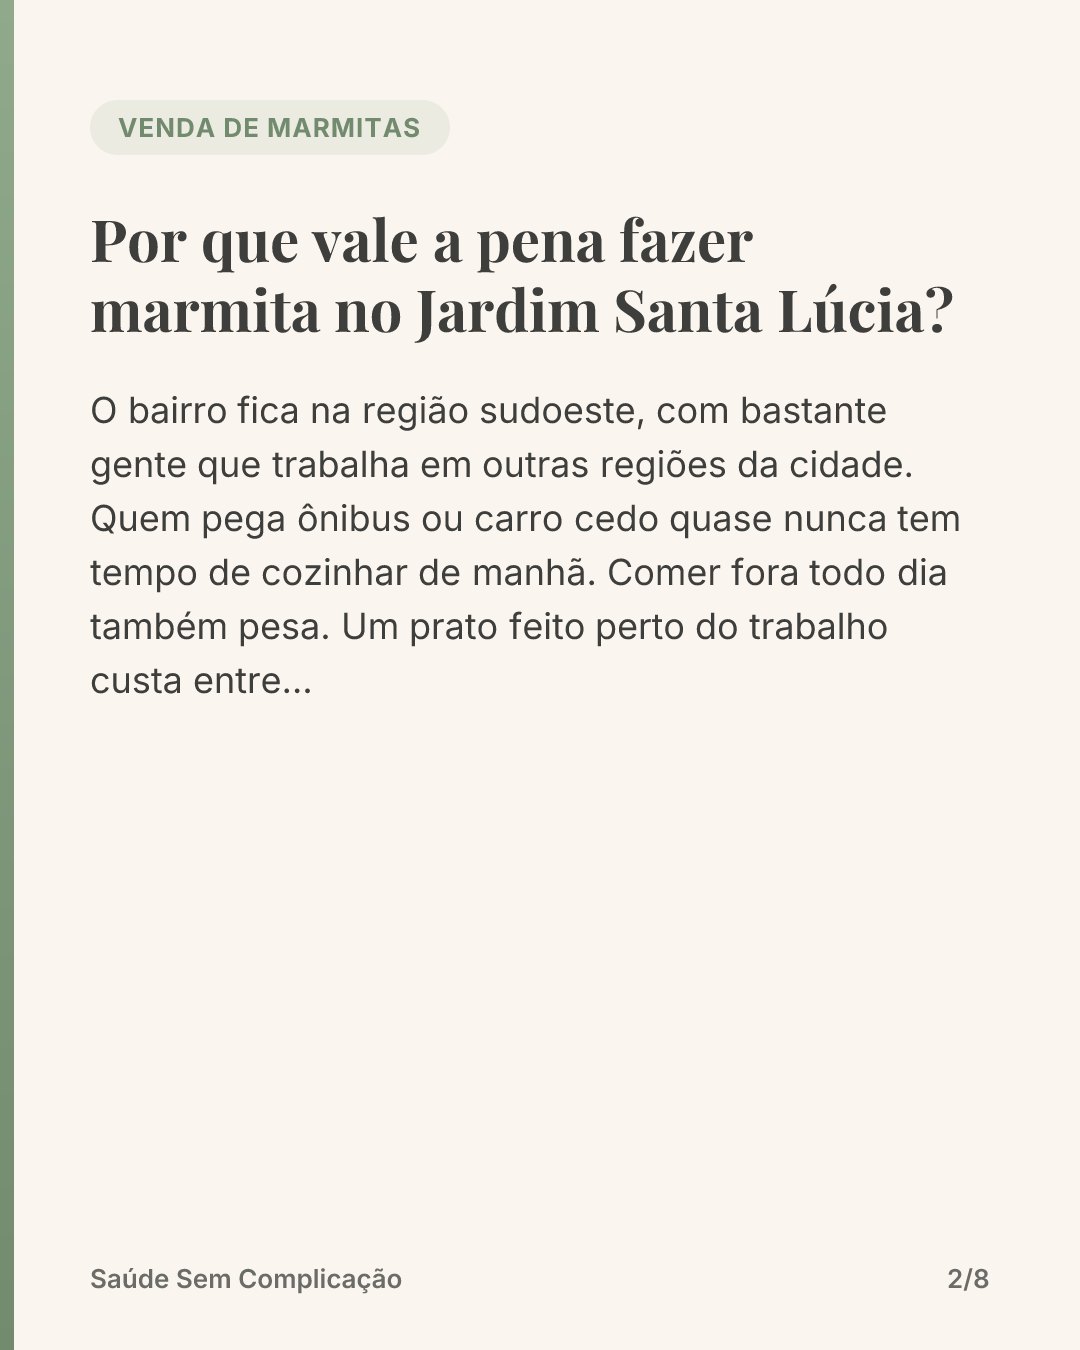 VENDA DE MARMITAS
Por que vale a pena fazer
marmita no Jardim Santa Lúcia?
O bairro fica na região sudoeste, com bastante
gente que trabalha em outras regiões da cidade.
Quem pega ônibus ou carro cedo quase nunca tem
tempo de cozinhar de manhã. Comer fora todo dia
também pesa. Um prato feito perto do trabalho
custa entre...
Saúde Sem Complicação
2/8